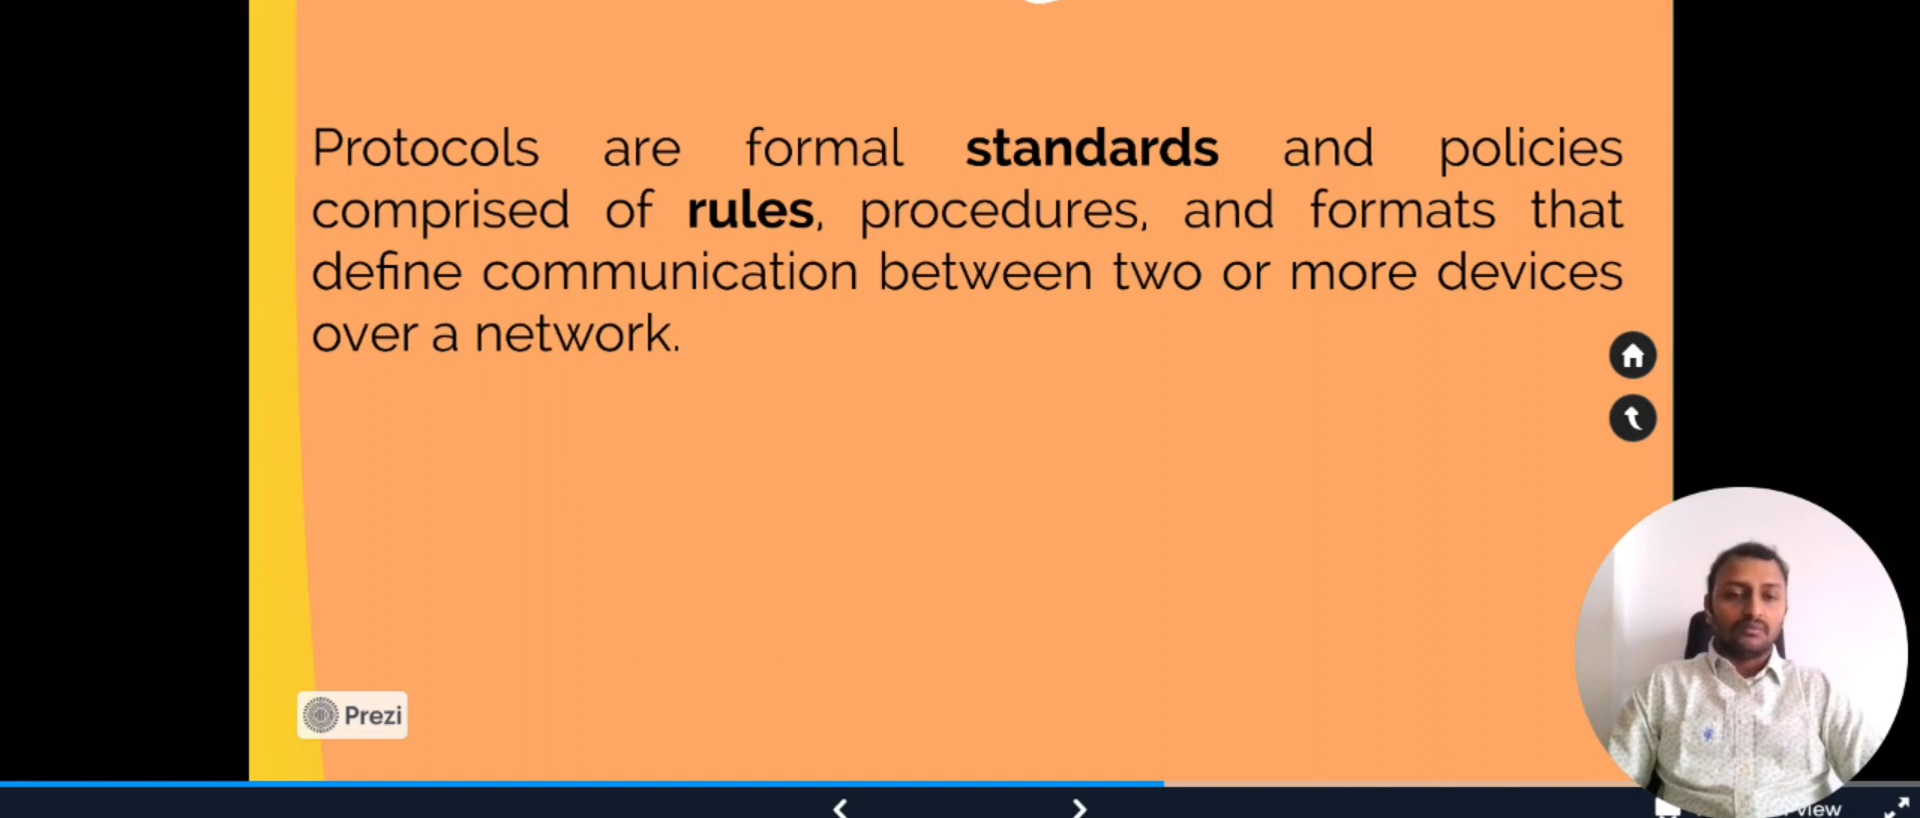 Protocols are formal standards and policies
comprised of rules, procedures, and formats that
define communication between two or more devices
over a network.
Prezi
view